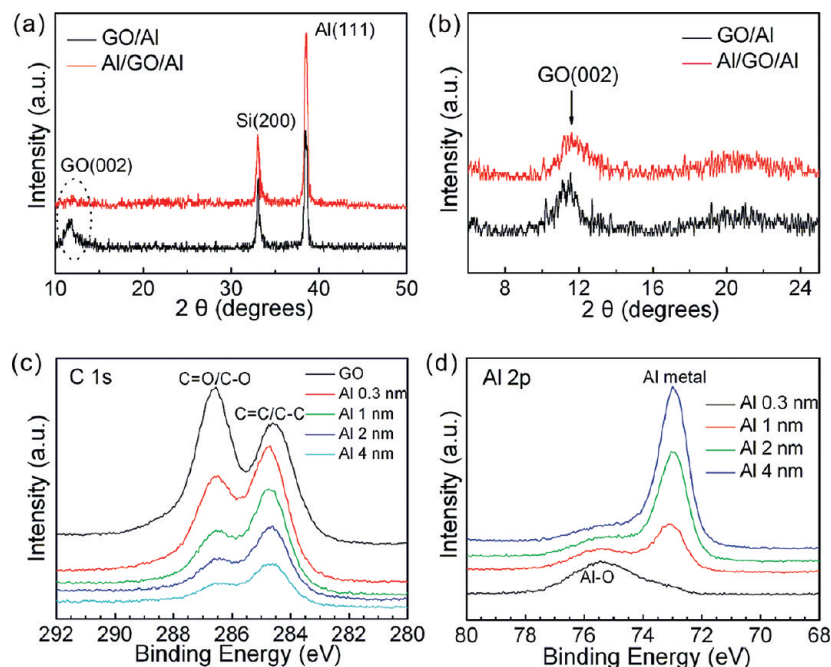 (a)
GO/Al
Al/GO/Al
Al(111)
Si(200)
GO(002)
Intensity (a.u.)
10 20 30 40 50
2 θ (degrees)
(b)
GO/Al
Al/GO/Al
GO(002)
Intensity (a.u.)
8 12 16 20 24
2 θ (degrees)
(c) C 1s
C=O/C-O
C=C/C-C
GO
Al 0.3 nm
Al 1 nm
Al 2 nm
Al 4 nm
Intensity (a.u.)
292 290 288 286 284 282 280
Binding Energy (eV)
(d)
Al 2p
Al metal
Al 0.3 nm
Al 1 nm
Al 2 nm
Al 4 nm
Al-O
Intensity (a.u.)
80 78 76 74 72 70 68
Binding Energy (eV)